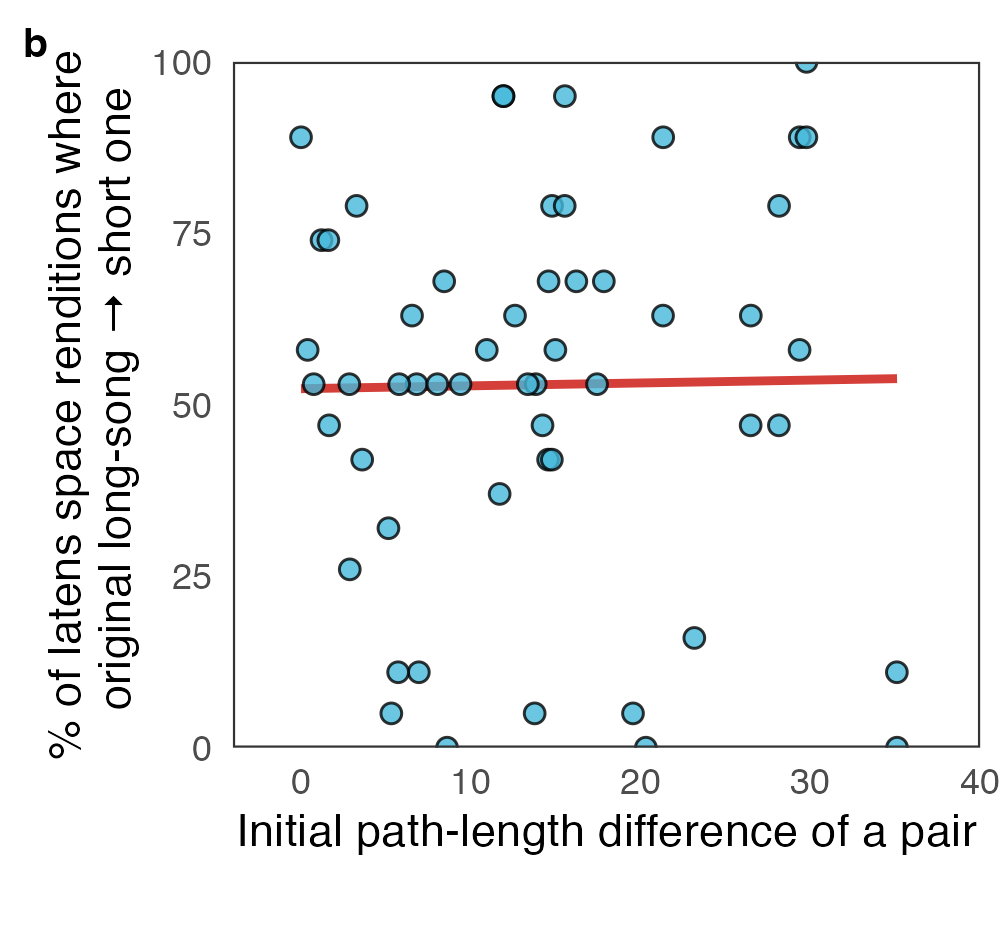 b
% of latens space renditions where
original long-song → short one
100
75
50
25
0
0 10 20 30 40
Initial path-length difference of a pair